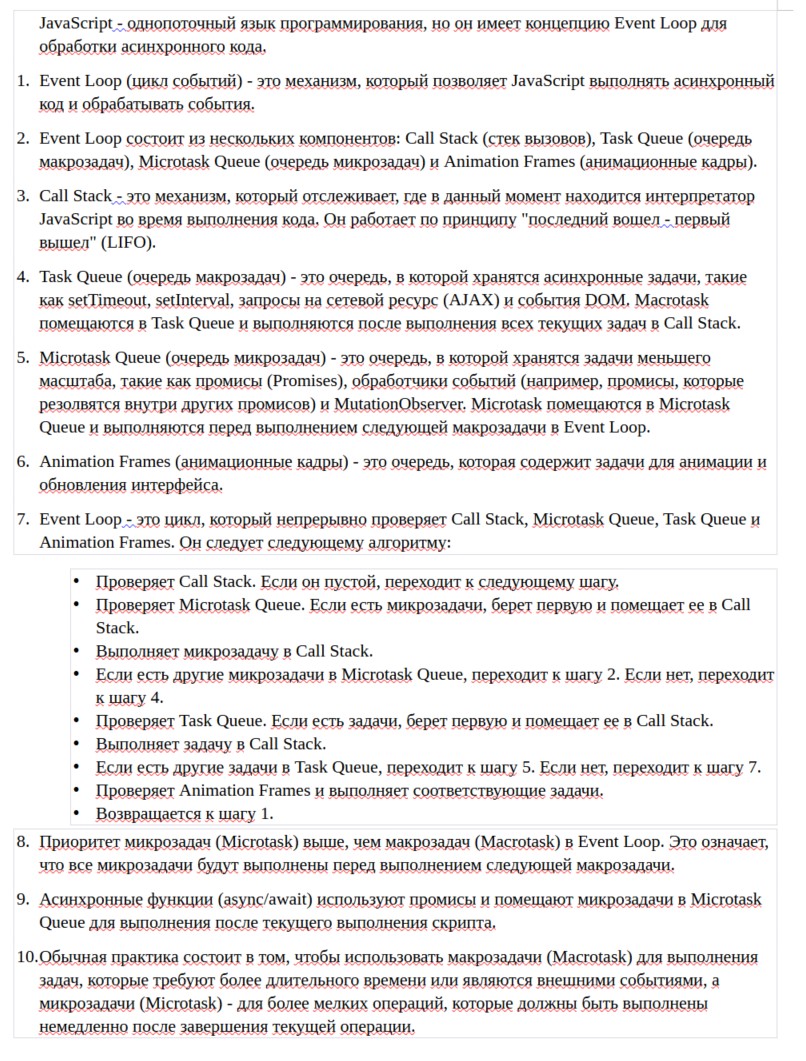 JavaScript - однопоточный язык программирования, но он имеет концепцию Event Loop для
обработки асинхронного кода.
1. Event Loop (цикл событий) - это механизм, который позволяет JavaScript выполнять асинхронный
код и обрабатывать события.
2. Event Loop состоит из нескольких компонентов: Call Stack (стек вызовов), Task Queue (очередь
макрозадач), Microtask Queue (очередь микрозадач) и Animation Frames (анимационные кадры).
3. Call Stack - это механизм, который отслеживает, где в данный момент находится интерпретатор
JavaScript во время выполнения кода. Он работает по принципу "последний вошел - первый
вышел" (LIFO).
4. Task Queue (очередь макрозадач) - это очередь, в которой хранятся асинхронные задачи, такие
как setTimeout, setInterval, запросы на сетевой ресурс (AJAX) и события DOM. Macrotask
помещаются в Task Queue и выполняются после выполнения всех текущих задач в Call Stack.
5. Microtask Queue (очередь микрозадач) - это очередь, в которой хранятся задачи меньшего
масштаба, такие как промисы (Promises), обработчики событий (например, промисы, которые
резолвятся внутри других промисов) и MutationObserver. Microtask помещаются в Microtask
Queue и выполняются перед выполнением следующей макрозадачи в Event Loop.
6. Animation Frames (анимационные кадры) - это очередь, которая содержит задачи для анимации и
обновления интерфейса.
7. Event Loop - это цикл, который непрерывно проверяет Call Stack, Microtask Queue, Task Queue и
Animation Frames. Он следует следующему алгоритму:
• Проверяет Call Stack. Если он пустой, переходит к следующему шагу.
• Проверяет Microtask Queue. Если есть микрозадачи, берет первую и помещает ее в Call
Stack.
• Выполняет микрозадачу в Call Stack.
• Если есть другие микрозадачи в Microtask Queue, переходит к шагу 2. Если нет, переходит
к шагу 4.
• Проверяет Task Queue. Если есть задачи, берет первую и помещает ее в Call Stack.
• Выполняет задачу в Call Stack.
• Если есть другие задачи в Task Queue, переходит к шагу 5. Если нет, переходит к шагу 7.
• Проверяет Animation Frames и выполняет соответствующие задачи.
• Возвращается к шагу 1.
8. Приоритет микрозадач (Microtask) выше, чем макрозадач (Macrotask) в Event Loop. Это означает,
что все микрозадачи будут выполнены перед выполнением следующей макрозадачи.
9. Асинхронные функции (async/await) используют промисы и помещают микрозадачи в Microtask
Queue для выполнения после текущего выполнения скрипта.
10.Обычная практика состоит в том, чтобы использовать макрозадачи (Macrotask) для выполнения
задач, которые требуют более длительного времени или являются внешними событиями, а
микрозадачи (Microtask) - для более мелких операций, которые должны быть выполнены
немедленно после завершения текущей операции.